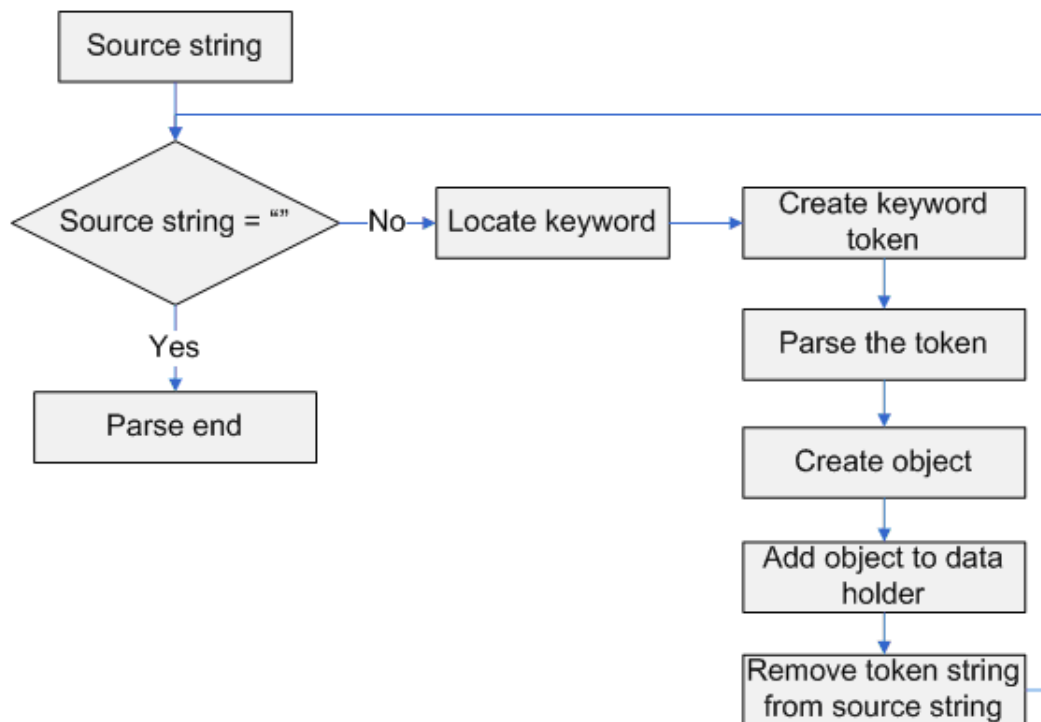 Source string
Source string = “”
No
Locate keyword
Create keyword
token
Yes
Parse the token
Parse end
Create object
Add object to data
holder
Remove token string
from source string